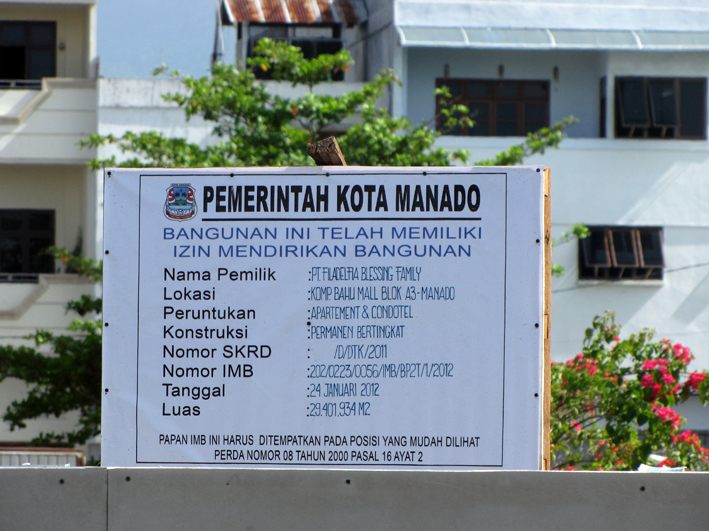 PEMERINTAH KOTA MANADO
BANGUNAN INI TELAH MEMILIKI
IZIN MENDIRIKAN BANGUNAN
Nama Pemilik :PT. FILADELFIA BLESSING FAMILY
Lokasi :KOMP. BAHU MALL BLOK A3-MANADO
Peruntukan :APARTEMENT & CONDOTEL
Konstruksi :PERMANEN BERTINGKAT
Nomor SKRD : /D/DTK/2011
Nomor IMB :202/0223/0056/IMB/BP2T/1/2012
Tanggal :24 JANUARI 2012
Luas :29.401,934 M2
PAPAN IMB INI HARUS DITEMPATKAN PADA POSISI YANG MUDAH DILIHAT
PERDA NOMOR 08 TAHUN 2000 PASAL 16 AYAT 2